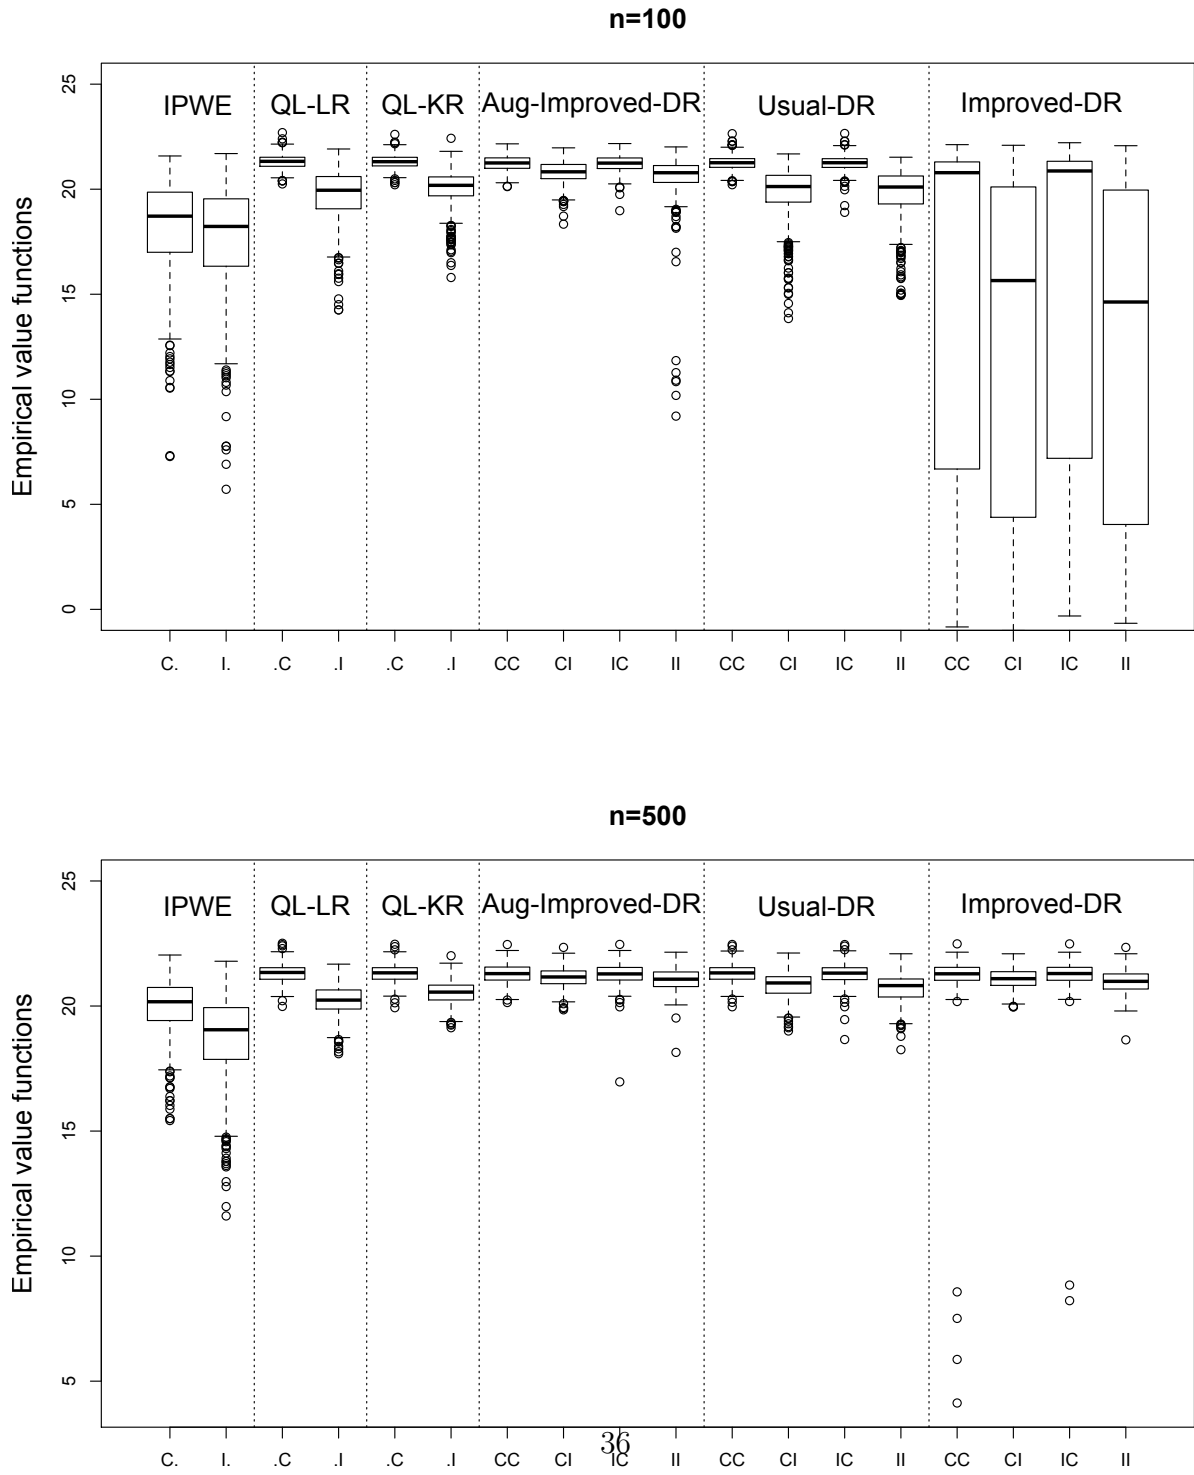 n=100
Empirical value functions
25
20
15
10
5
0
IPWE QL-LR QL-KR Aug-Improved-DR Usual-DR Improved-DR
C. I. .C .I .C .I CC CI IC II CC CI IC II CC CI IC II
n=500
Empirical value functions
25
20
15
10
5
IPWE QL-LR QL-KR Aug-Improved-DR Usual-DR Improved-DR
C. I. .C .I .C .I CC CI IC II CC CI IC II CC CI IC II
36